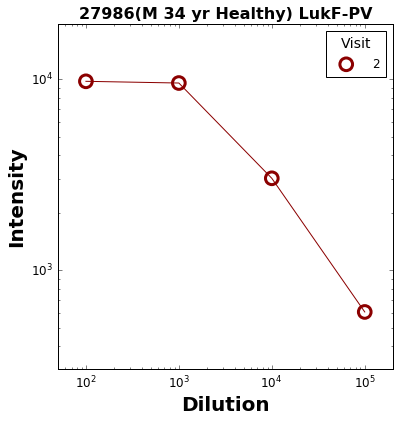 27986(M 34 yr Healthy) LukF-PV
Visit
2
10⁴
10³
Intensity
10² 10³ 10⁴ 10⁵
Dilution